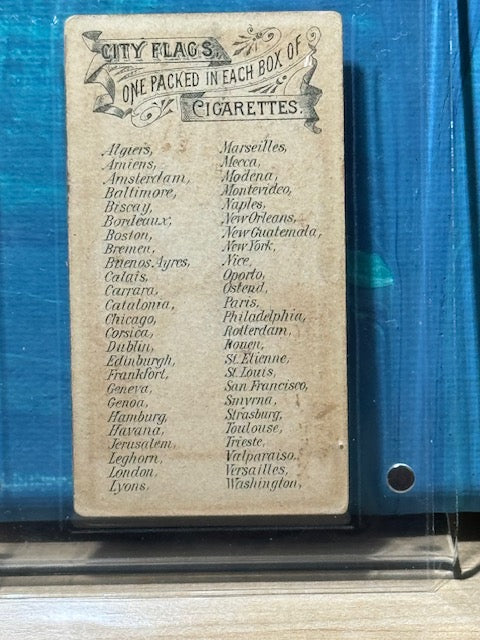 CITY FLAGS,
ONE PACKED IN EACH BOX OF
CIGARETTES.
Algiers,
Amiens,
Amsterdam,
Baltimore,
Biscay,
Bordeaux,
Boston,
Bremen,
Buenos Ayres,
Calais,
Carrara,
Catalonia,
Chicago,
Corsica,
Dublin,
Edinburgh,
Frankfort,
Geneva,
Genoa,
Hamburg,
Havana,
Jerusalem,
Leghorn,
London,
Lyons,
Marseilles,
Mecca,
Modena,
Montevideo,
Naples,
New Orleans,
New Guatemala,
New York,
Nice,
Oporto,
Ostend,
Paris,
Philadelphia,
Rotterdam,
Rouen,
St. Etienne,
St. Louis,
San Francisco,
Smyrna,
Strasburg,
Toulouse,
Trieste,
Valparaiso,
Versailles,
Washington,